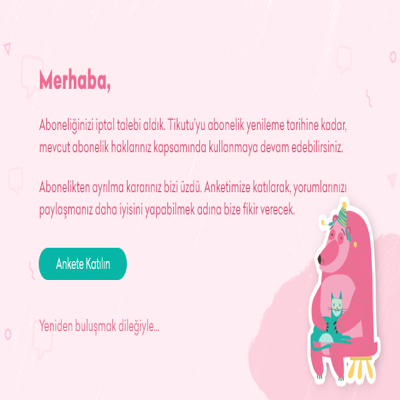 Merhaba,
Aboneliğinizi iptal talebi aldık. Tikutu'yu abonelik yenileme tarihine kadar,
mevcut abonelik haklarınız kapsamında kullanmaya devam edebilirsiniz.
Abonelikten ayrılma kararınız bizi üzdü. Anketimize katılarak, yorumlarınızı
paylaşmanız daha iyisini yapabilmek adına bize fikir verecek.
Ankete Katılın
Yeniden buluşmak dileğiyle...